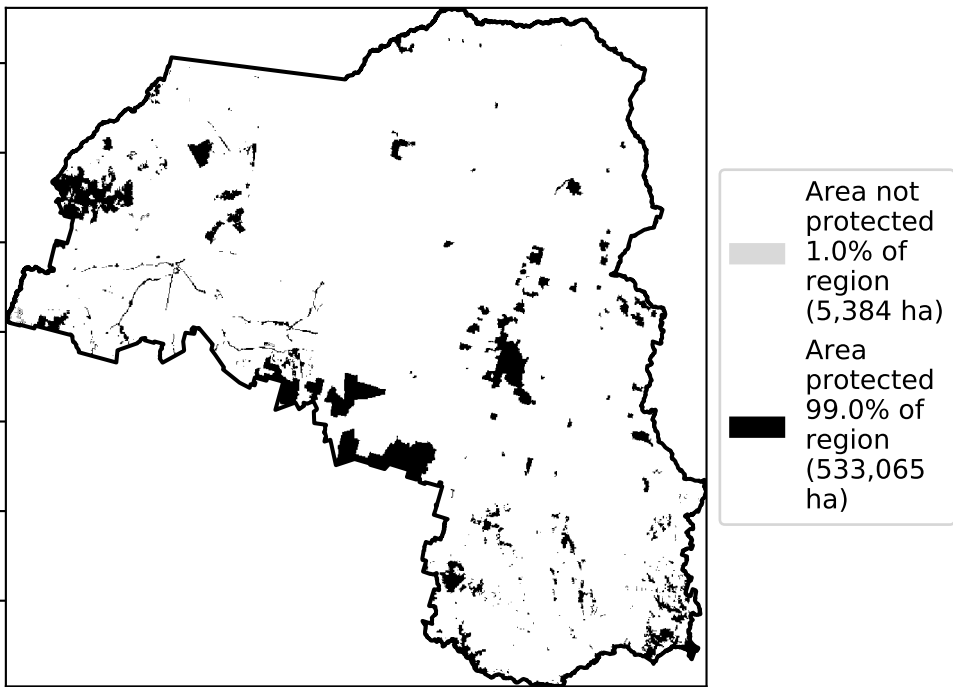 Area not
protected
1.0% of
region
(5,384 ha)
Area
protected
99.0% of
region
(533,065
ha)